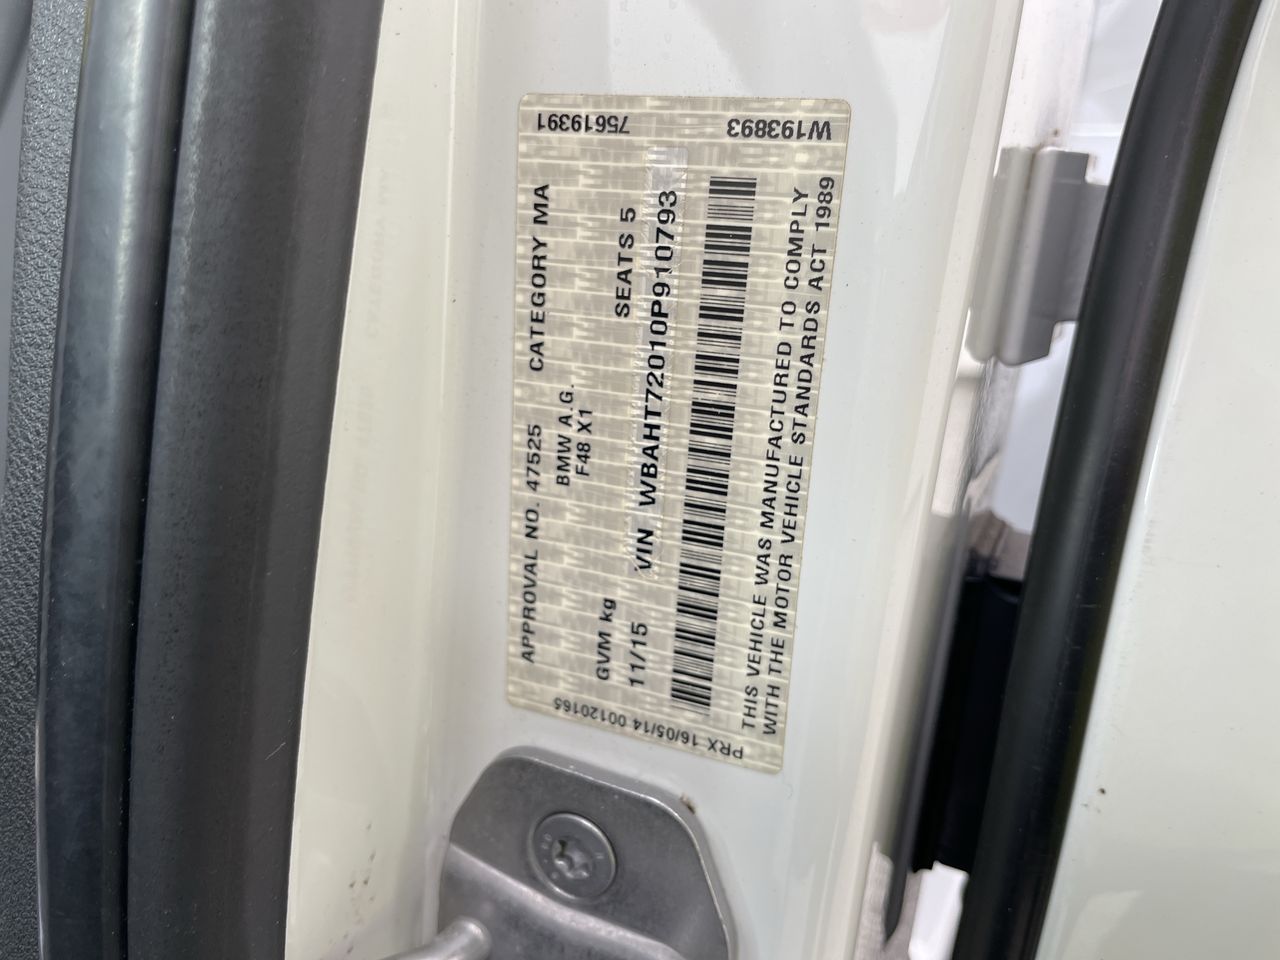 APPROVAL NO. 47525 CATEGORY MA
BMW A.G.
F48 X1
GVM kg SEATS 5
11/15 VIN WBAHT72010P910793
THIS VEHICLE WAS MANUFACTURED TO COMPLY
WITH THE MOTOR VEHICLE STANDARDS ACT 1989
75619391 W193893
PRX 16/05/14 00120165